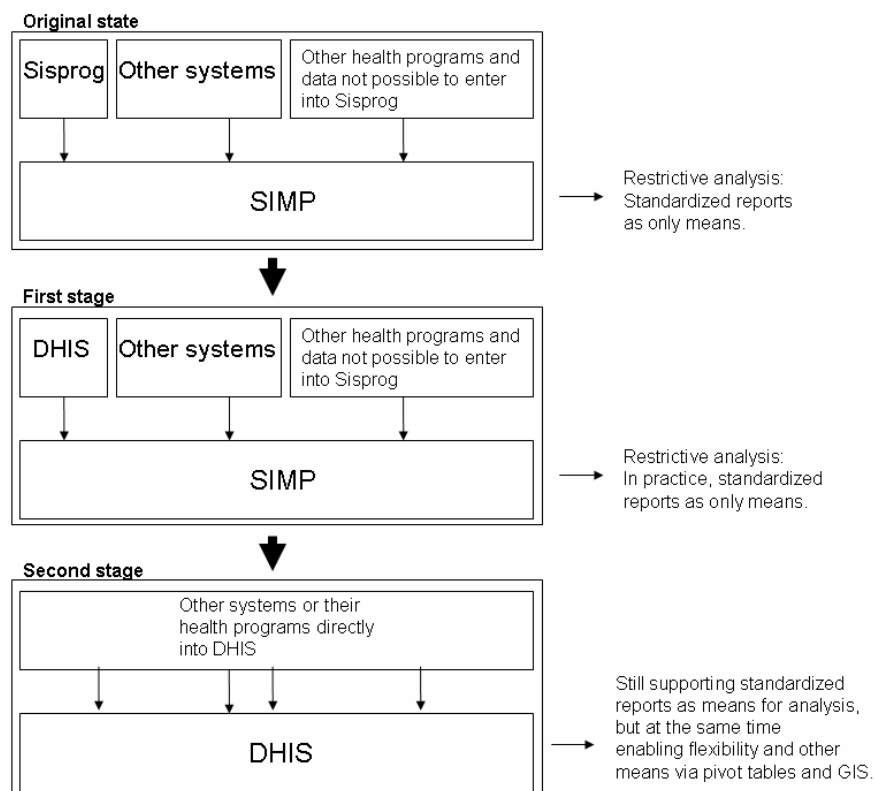 Original state
Sisprog
Other systems
Other health programs and
data not possible to enter
into Sisprog
SIMP
Restrictive analysis:
Standardized reports
as only means.
First stage
DHIS
Other systems
Other health programs and
data not possible to enter
into Sisprog
SIMP
Restrictive analysis:
In practice, standardized
reports as only means.
Second stage
Other systems or their
health programs directly
into DHIS
DHIS
Still supporting standardized
reports as means for analysis,
but at the same time
enabling flexibility and other
means via pivot tables and GIS.